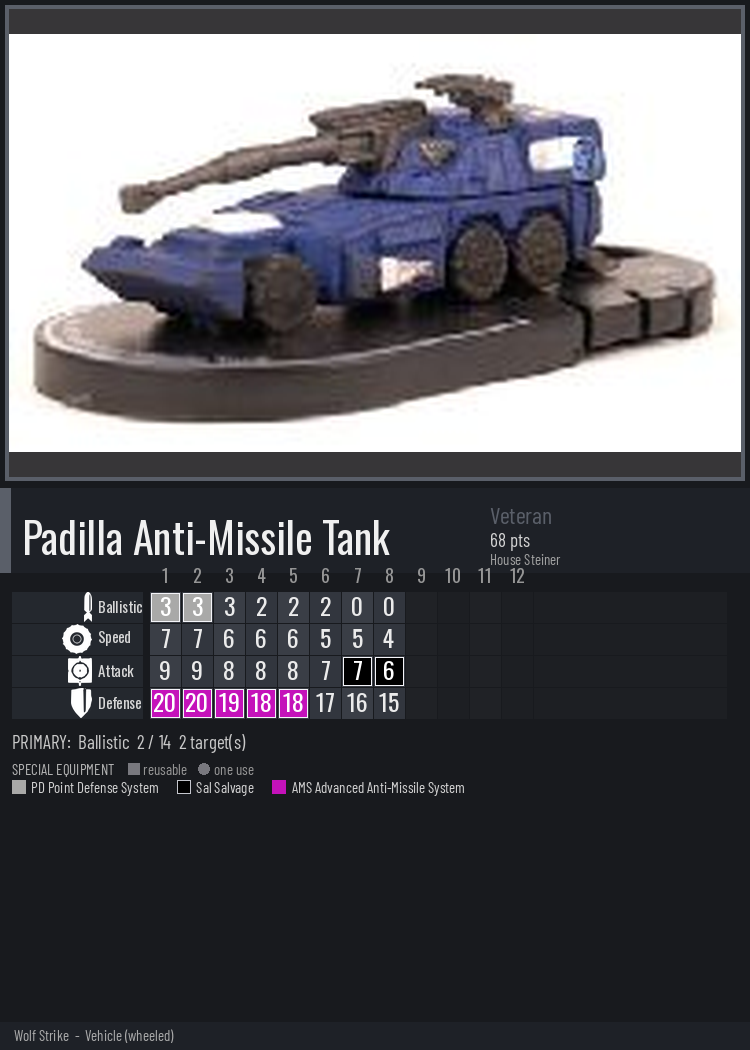 Padilla Anti-Missile Tank
Veteran
68 pts
House Steiner
1 2 3 4 5 6 7 8 9 10 11 12
Ballistic 3 3 3 2 2 2 0 0
Speed 7 7 6 6 6 5 5 4
Attack 9 9 8 8 8 7 7 6
Defense 20 20 19 18 18 17 16 15
PRIMARY: Ballistic 2 / 14 2 target(s)
SPECIAL EQUIPMENT reusable one use
PD Point Defense System Sal Salvage AMS Advanced Anti-Missile System
Wolf Strike - Vehicle (wheeled)